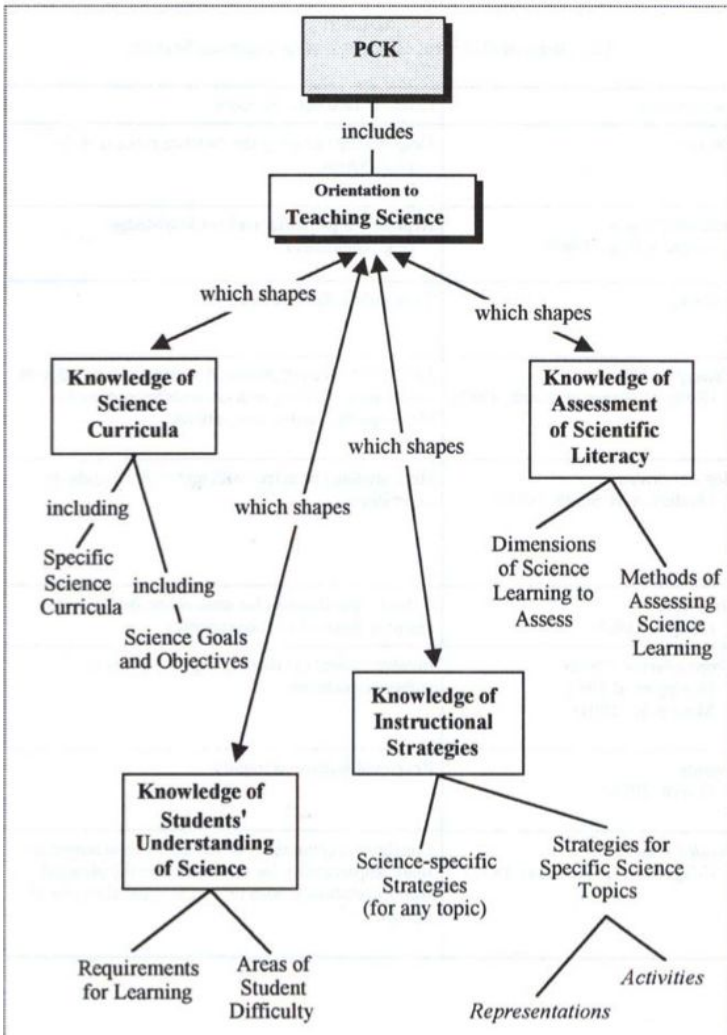 PCK
includes
Orientation to
Teaching Science
which shapes
which shapes
which shapes
which shapes
Knowledge of
Science
Curricula
including
Specific
Science
Curricula
including
Science Goals
and Objectives
Knowledge of
Assessment
of Scientific
Literacy
Dimensions
of Science
Learning to
Assess
Methods of
Assessing
Science
Learning
Knowledge of
Students'
Understanding
of Science
Requirements
for Learning
Areas of
Student
Difficulty
Knowledge of
Instructional
Strategies
Science-specific
Strategies
(for any topic)
Strategies for
Specific Science
Topics
Representations
Activities